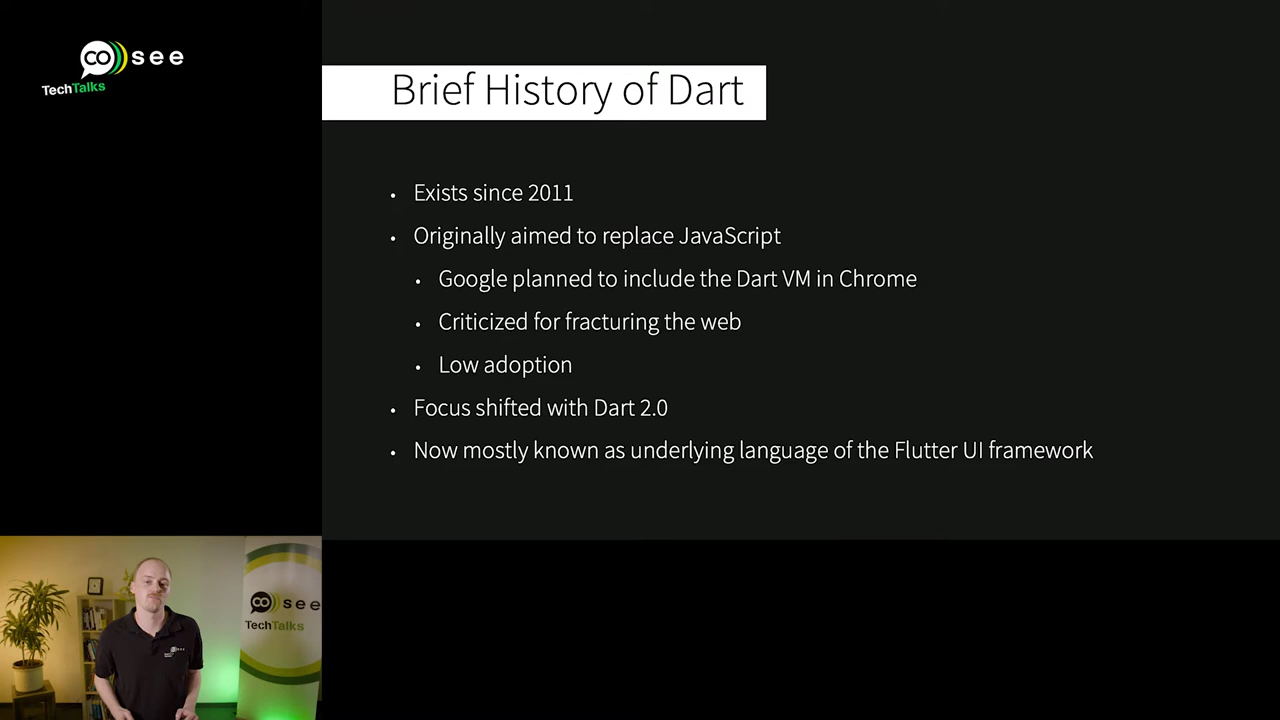 co see
TechTalks
Brief History of Dart
• Exists since 2011
• Originally aimed to replace JavaScript
• Google planned to include the Dart VM in Chrome
• Criticized for fracturing the web
• Low adoption
• Focus shifted with Dart 2.0
• Now mostly known as underlying language of the Flutter UI framework
co see
TechTalks